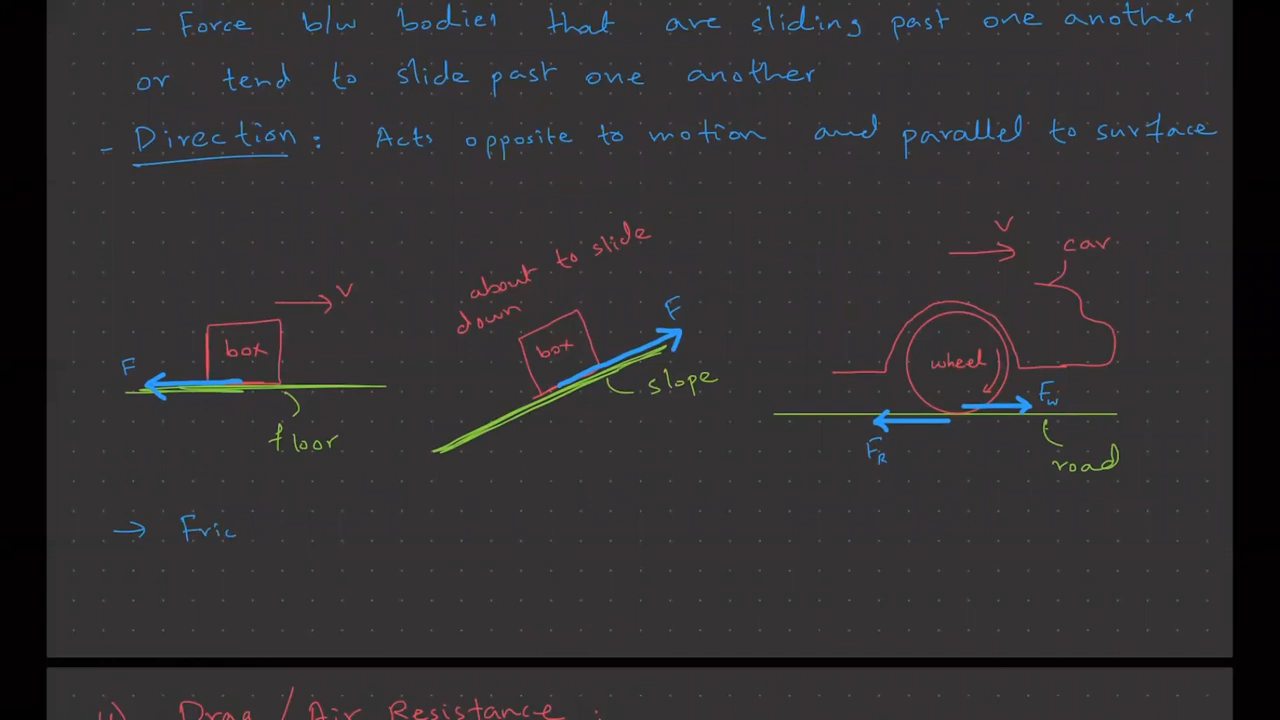 - Force b/w bodies that are sliding past one another
or tend to slide past one another
- Direction : Acts opposite to motion and parallel to surface
v
box
F
floor
about to slide
down
F
box
slope
v
car
wheel
Fw
FR
road
→ Fric
4) Drag / Air Resistance :